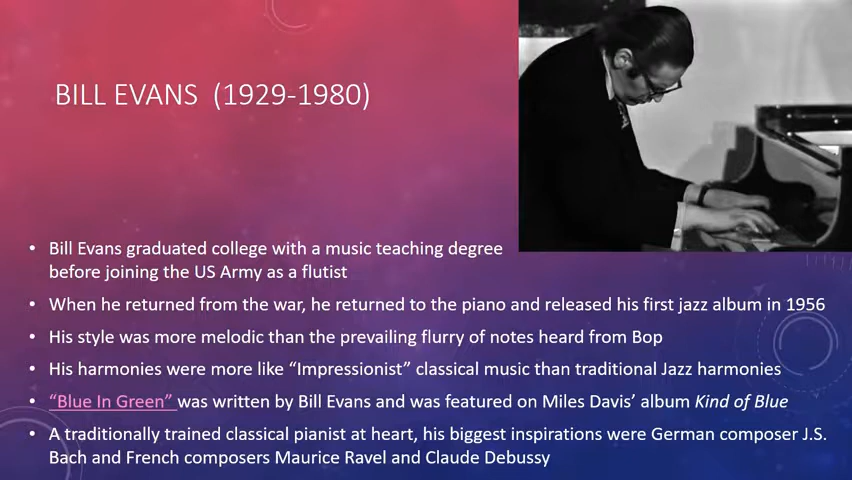 BILL EVANS (1929-1980)
• Bill Evans graduated college with a music teaching degree
before joining the US Army as a flutist
• When he returned from the war, he returned to the piano and released his first jazz album in 1956
• His style was more melodic than the prevailing flurry of notes heard from Bop
• His harmonies were more like “Impressionist” classical music than traditional Jazz harmonies
• “Blue In Green” was written by Bill Evans and was featured on Miles Davis’ album Kind of Blue
• A traditionally trained classical pianist at heart, his biggest inspirations were German composer J.S.
Bach and French composers Maurice Ravel and Claude Debussy